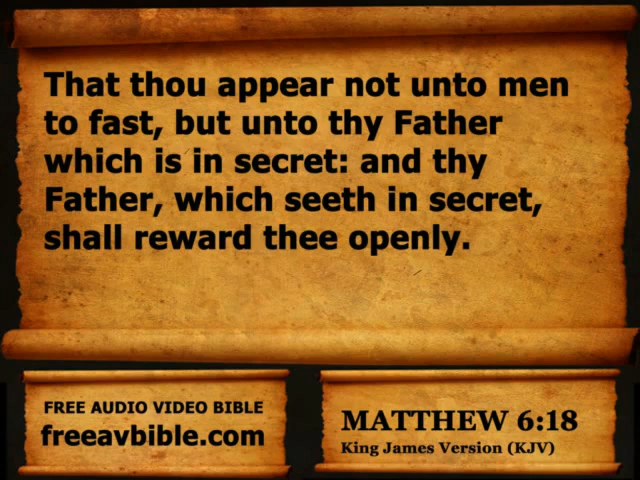 That thou appear not unto men
to fast, but unto thy Father
which is in secret: and thy
Father, which seeth in secret,
shall reward thee openly.
FREE AUDIO VIDEO BIBLE
freeavbible.com
MATTHEW 6:18
King James Version (KJV)